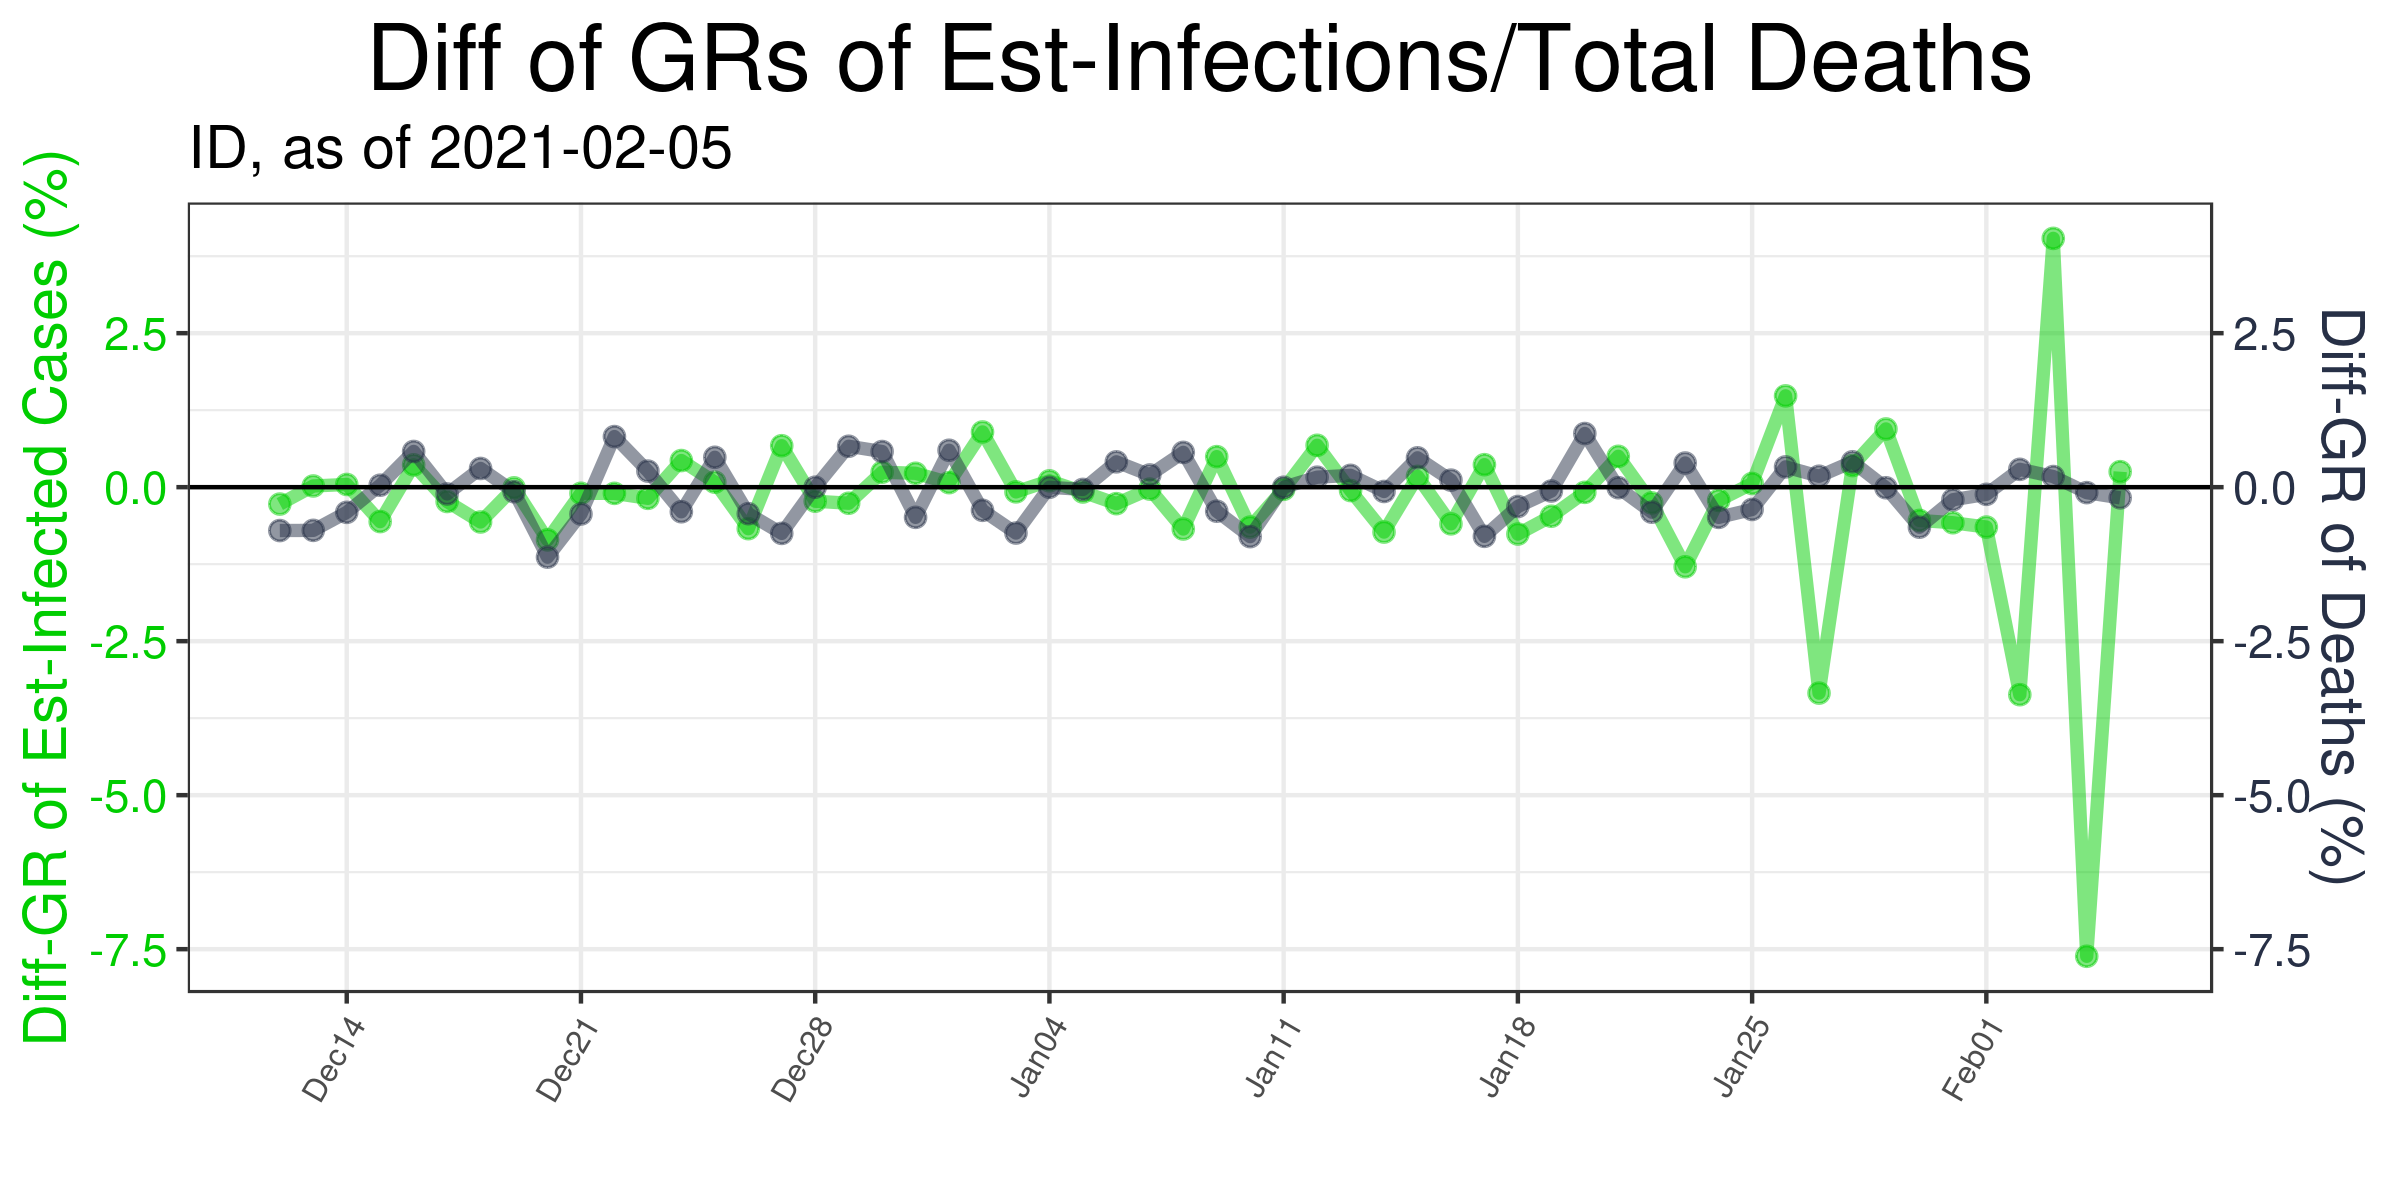 Diff of GRs of Est-Infections/Total Deaths
ID, as of 2021-02-05
Diff-GR of Est-Infected Cases (%)
2.5
0.0
-2.5
-5.0
-7.5
2.5
0.0
-2.5
-5.0
-7.5
Diff-GR of Deaths (%)
Dec14
Dec21
Dec28
Jan04
Jan11
Jan18
Jan25
Feb01